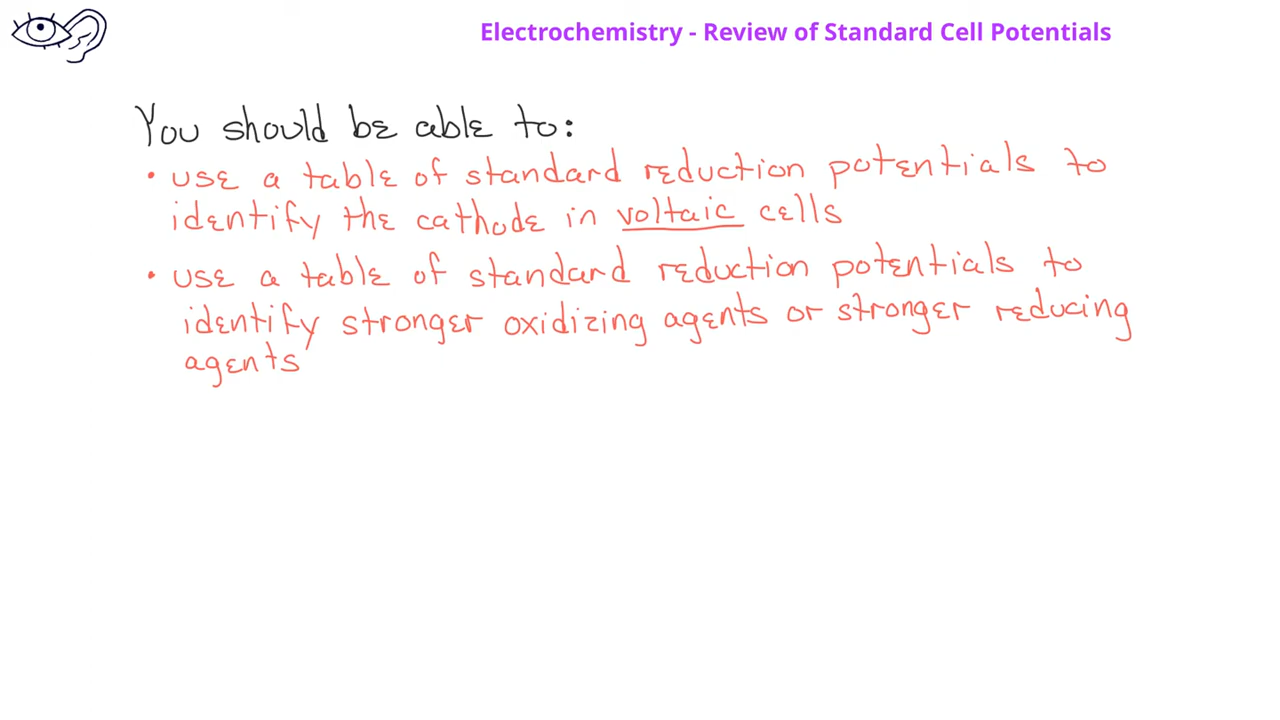 Electrochemistry - Review of Standard Cell Potentials
You should be able to:
• use a table of standard reduction potentials to
identify the cathode in voltaic cells
• use a table of standard reduction potentials to
identify stronger oxidizing agents or stronger reducing
agents